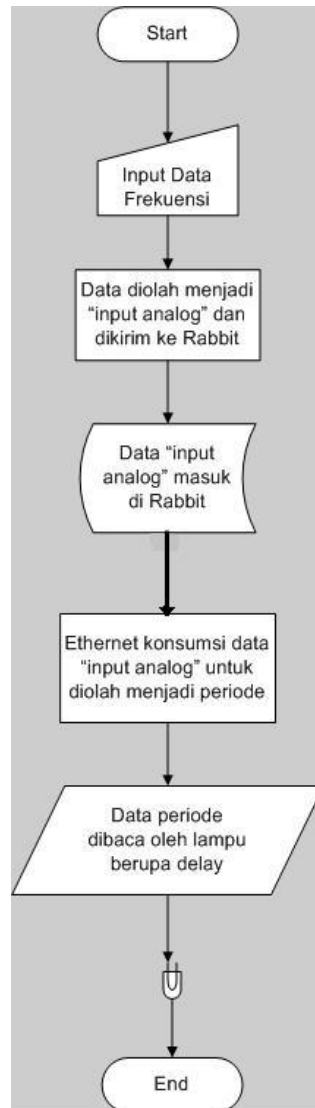 Start
Input Data
Frekuensi
Data diolah menjadi
“input analog” dan
dikirim ke Rabbit
Data “input
analog” masuk
di Rabbit
Ethernet konsumsi data
“input analog” untuk
diolah menjadi periode
Data periode
dibaca oleh lampu
berupa delay
End